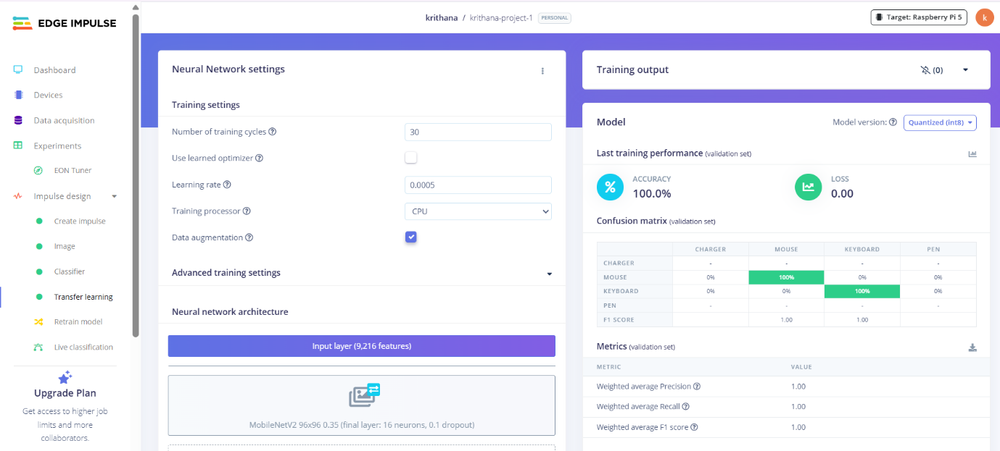 EDGE IMPULSE
krithana / krithana-project-1 PERSONAL
Target: Raspberry Pi 5
k
Dashboard
Devices
Data acquisition
Experiments
EON Tuner
Impulse design
Create impulse
Image
Classifier
Transfer learning
Retrain model
Live classification
Upgrade Plan
Get access to higher job
limits and more
collaborators.
Neural Network settings
Training settings
Number of training cycles ? 30
Use learned optimizer ?
Learning rate ? 0.0005
Training processor ? CPU
Data augmentation ?
Advanced training settings
Neural network architecture
Input layer (9,216 features)
MobileNetV2 96x96 0.35 (final layer: 16 neurons, 0.1 dropout)
Training output (0)
Model Model version: ? Quantized (int8)
Last training performance (validation set)
% ACCURACY
100.0%
LOSS
0.00
Confusion matrix (validation set)
CHARGER MOUSE KEYBOARD PEN
CHARGER - - - -
MOUSE 0% 100% 0% 0%
KEYBOARD 0% 0% 100% 0%
PEN - - - -
F1 SCORE 1.00 1.00
Metrics (validation set)
METRIC VALUE
Weighted average Precision ? 1.00
Weighted average Recall ? 1.00
Weighted average F1 score ? 1.00